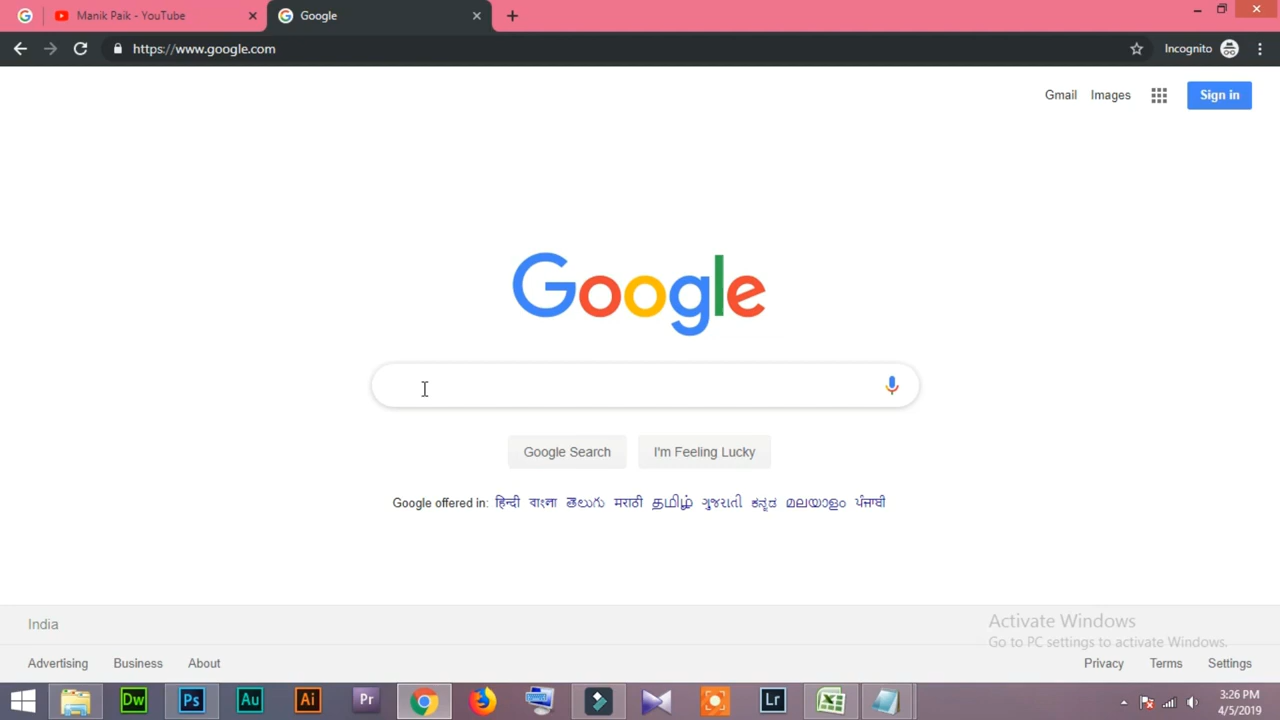 Manik Paik - YouTube
Google
https://www.google.com
Incognito
Gmail Images Sign in
Google
Google Search I'm Feeling Lucky
Google offered in: हिन्दी বাংলা తెలుగు मराठी தமிழ் ગુજરાતી ಕನ್ನಡ മലയാളം ਪੰਜਾਬੀ
India
Activate Windows
Go to PC settings to activate Windows.
Advertising Business About Privacy Terms Settings
Dw Ps Au Ai Pr Lr
3:26 PM
4/5/2019